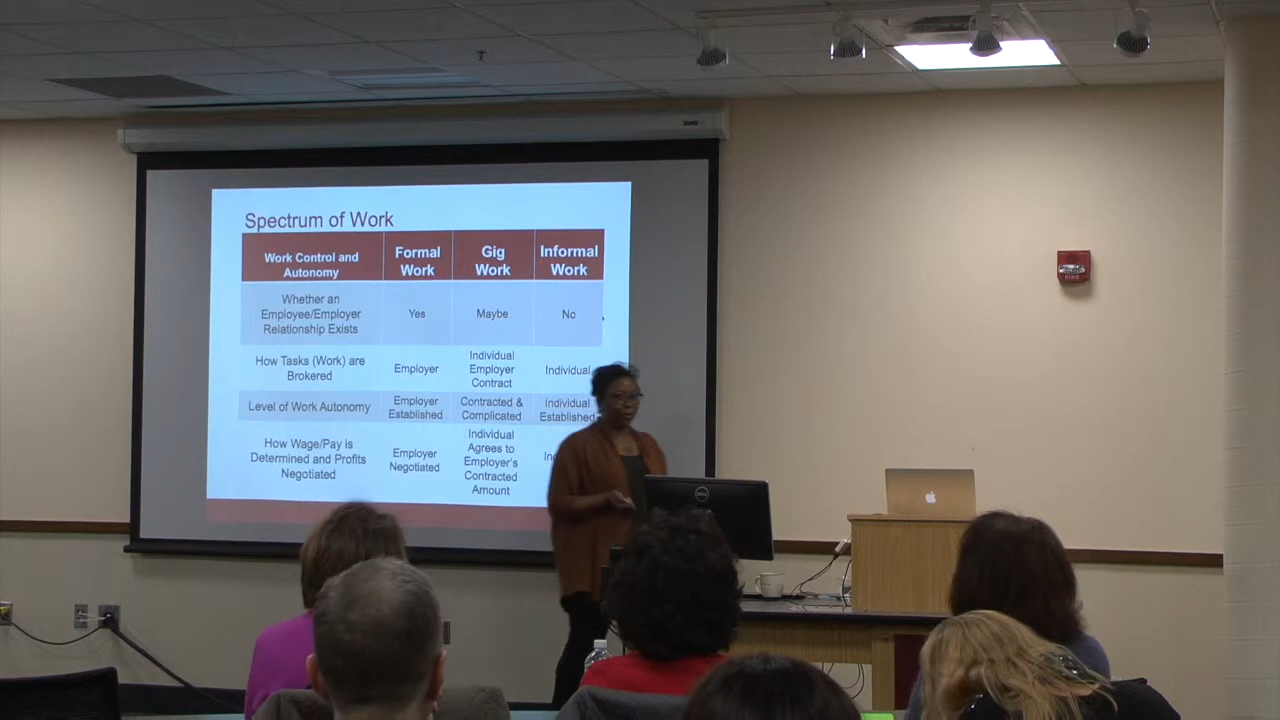 Spectrum of Work
Work Control and
Autonomy
Formal
Work
Gig
Work
Informal
Work
Whether an
Employee/Employer
Relationship Exists
Yes
Maybe
No
How Tasks (Work) are
Brokered
Employer
Individual
Employer
Contract
Individual
Level of Work Autonomy
Employer
Established
Contracted &
Complicated
Individual
Established
How Wage/Pay is
Determined and Profits
Negotiated
Employer
Negotiated
Individual
Agrees to
Employer's
Contracted
Amount
DELL
FIRE